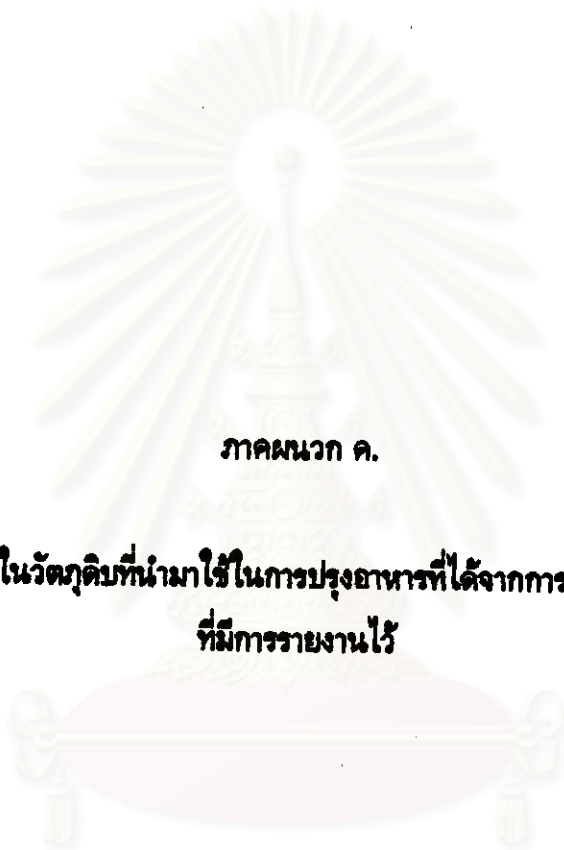 ภาคผนวก ค.
ในวัตถุดิบที่นำมาใช้ในการปรุงอาหารที่ได้จากการ
ที่มีการรายงานไว้